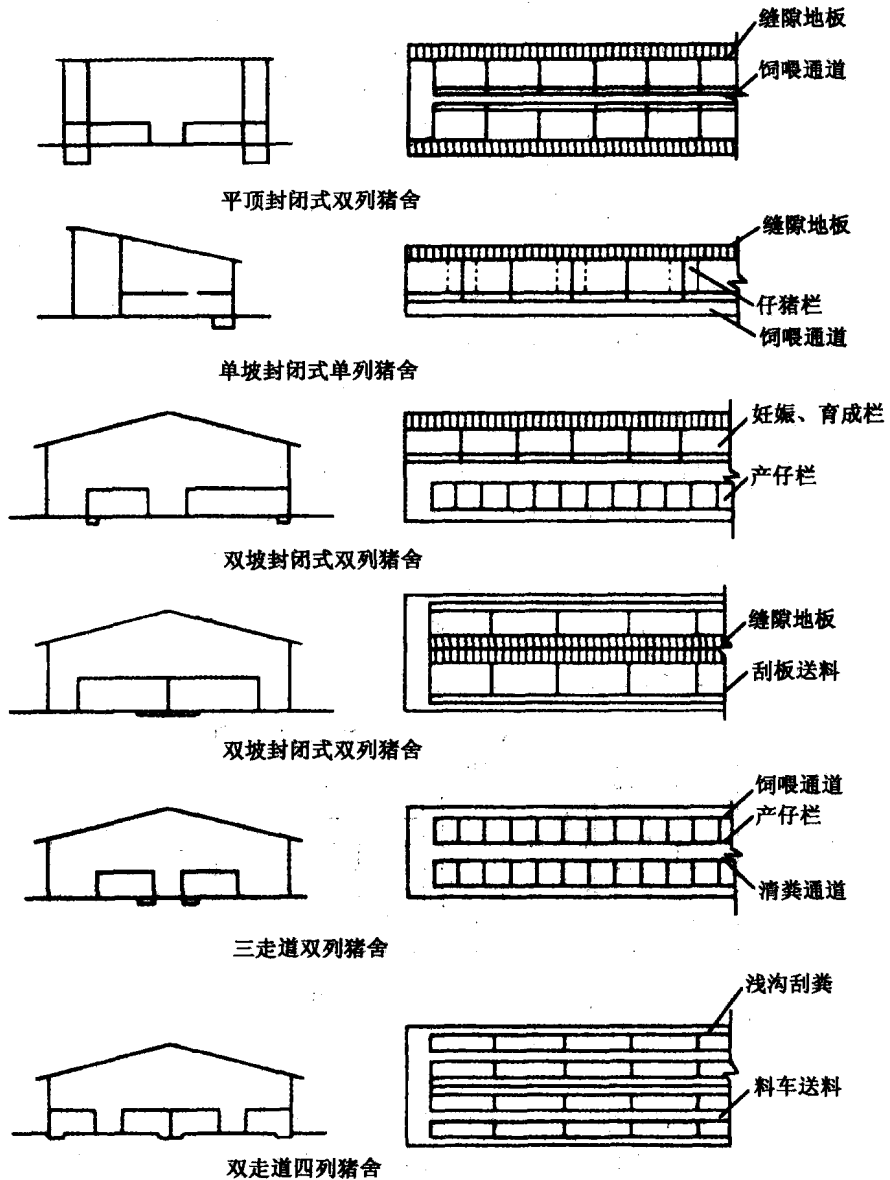 缝隙地板
饲喂通道
平顶封闭式双列猪舍
缝隙地板
仔猪栏
饲喂通道
单坡封闭式单列猪舍
妊娠、育成栏
产仔栏
双坡封闭式双列猪舍
缝隙地板
刮板送料
双坡封闭式双列猪舍
饲喂通道
产仔栏
清粪通道
三走道双列猪舍
浅沟刮粪
料车送料
双走道四列猪舍